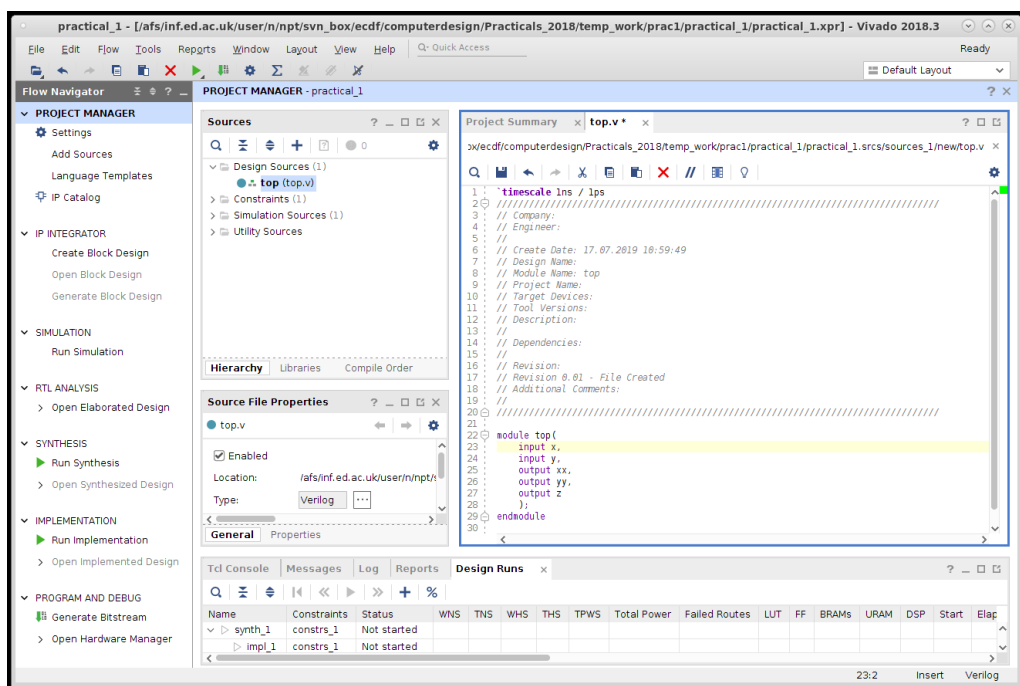 practical_1 - [/afs/inf.ed.ac.uk/user/n/npt/svn_box/ecdf/computerdesign/Practicals_2018/temp_work/prac1/practical_1/practical_1.xpr] - Vivado 2018.3
File Edit Flow Tools Reports Window Layout View Help Quick Access Ready
Default Layout
Flow Navigator
PROJECT MANAGER
Settings
Add Sources
Language Templates
IP Catalog
IP INTEGRATOR
Create Block Design
Open Block Design
Generate Block Design
SIMULATION
Run Simulation
RTL ANALYSIS
Open Elaborated Design
SYNTHESIS
Run Synthesis
Open Synthesized Design
IMPLEMENTATION
Run Implementation
Open Implemented Design
PROGRAM AND DEBUG
Generate Bitstream
Open Hardware Manager
PROJECT MANAGER - practical_1
Sources
0
Design Sources (1)
top (top.v)
Constraints (1)
Simulation Sources (1)
Utility Sources
Hierarchy Libraries Compile Order
Source File Properties
top.v
Enabled
Location: /afs/inf.ed.ac.uk/user/n/npt/s
Type: Verilog ...
General Properties
Project Summary x top.v * x
x/ecdf/computerdesign/Practicals_2018/temp_work/prac1/practical_1/practical_1.srcs/sources_1/new/top.v
1 `timescale 1ns / 1ps
2 //////////////////////////////////////////////////////////////////////////////////
3 // Company:
4 // Engineer:
5 //
6 // Create Date: 17.07.2019 10:59:49
7 // Design Name:
8 // Module Name: top
9 // Project Name:
10 // Target Devices:
11 // Tool Versions:
12 // Description:
13 //
14 // Dependencies:
15 //
16 // Revision:
17 // Revision 0.01 - File Created
18 // Additional Comments:
19 //
20 //////////////////////////////////////////////////////////////////////////////////
21
22 module top(
23 input x,
24 input y,
25 output xx,
26 output yy,
27 output z
28 );
29 endmodule
30
Tcl Console Messages Log Reports Design Runs x
Name Constraints Status WNS TNS WHS THS TPWS Total Power Failed Routes LUT FF BRAMs URAM DSP Start Elap
synth_1 constrs_1 Not started
impl_1 constrs_1 Not started
23:2 Insert Verilog